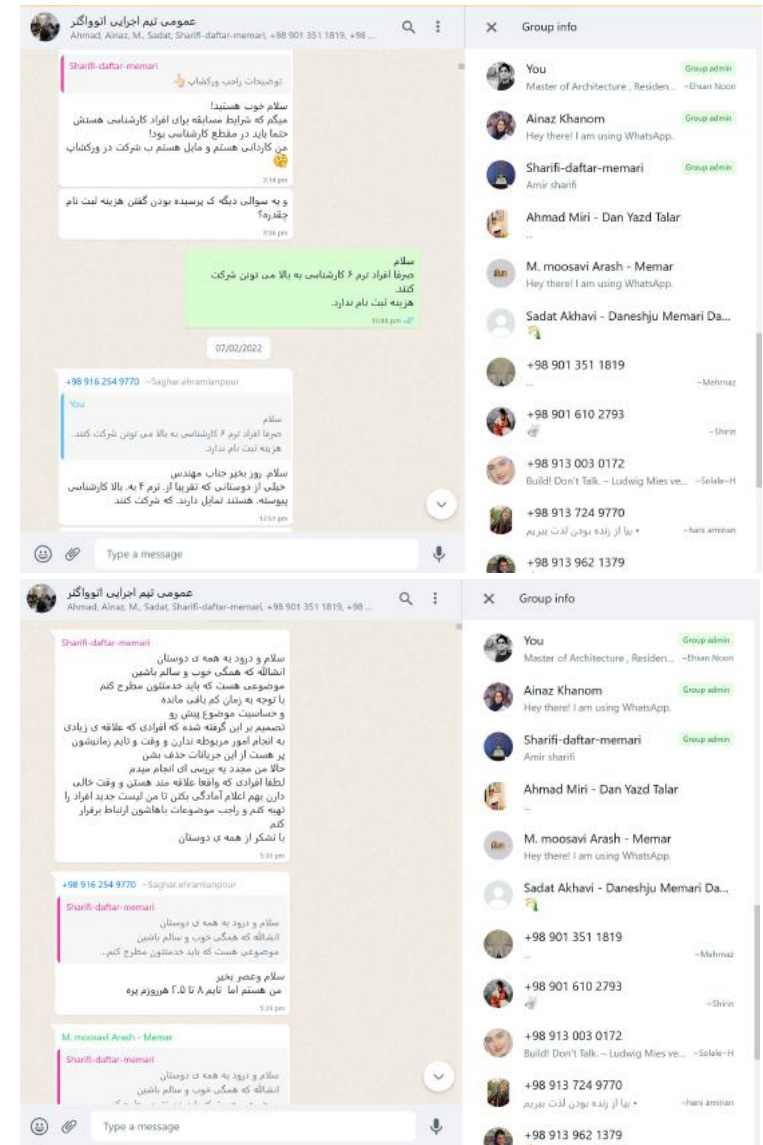 عمومی تیم اجرایی اتوواگنر
Ahmad, Ainaz, M., Sadat, Sharifi-daftar-memari, +98 901 351 1819, +98 ...
Sharifi-daftar-memari
توضیحات راجب ورکشاپ👆
سلام خوب هستید!
میگم که شرایط مسابقه برای افراد کارشناسی هستش
حتما باید در مقطع کارشناسی بود!
من کاردانی هستم و مایل هستم ب شرکت در ورکشاپ
🤔
9:34 pm
و یه سوالی دیگه ک پرسیده بودن گفتن هزینه ثبت نام
چقدره؟
9:36 pm
سلام
صرفا افراد ترم ۶ کارشناسی به بالا می تونن شرکت
کنند.
هزینه ثبت نام ندارد.
10:48 pm
07/02/2022
+98 916 254 9770 ~Saghar.ehramianpour
You
سلام
صرفا افراد ترم ۶ کارشناسی به بالا می تونن شرکت کنند.
هزینه ثبت نام ندارد.
سلام. روز بخیر جناب مهندس
خیلی از دوستانی که تقریبا از. ترم ۴ به. بالا کارشناسی
پیوسته. هستند تمایل دارند. که شرکت کنند
12:51 pm
Type a message
Group info
You
Group admin
Master of Architecture , Residen... ~Ehsan Noori
Ainaz Khanom
Group admin
Hey there! I am using WhatsApp.
Sharifi-daftar-memari
Group admin
Amir sharifi
Ahmad Miri - Dan Yazd Talar
...
M. moosavi Arash - Memar
Hey there! I am using WhatsApp.
Sadat Akhavi - Daneshju Memari Da...
+98 901 351 1819
... ~Mehrnaz
+98 901 610 2793
~Shirin
+98 913 003 0172
Build! Don't Talk. – Ludwig Mies ve... ~Solale-H
+98 913 724 9770
• بیا از زنده بودن لذت ببریم ~hani aminian
+98 913 962 1379
عمومی تیم اجرایی اتوواگنر
Ahmad, Ainaz, M., Sadat, Sharifi-daftar-memari, +98 901 351 1819, +98 ...
Sharifi-daftar-memari
سلام و درود به همه ی دوستان
انشالله که همگی خوب و سالم باشین
موضوعی هست که باید خدمتتون مطرح کنم
با توجه به زمان کم باقی مانده
و حساسیت موضوع پیش رو
تصمیم بر این گرفته شده که افرادی که علاقه ی زیادی
به انجام امور مربوطه ندارن و وقت و تایم زمانیشون
پر هست از این جریانات حذف بشن
حالا من مجدد یه بررسی ای انجام میدم
لطفا افرادی که واقعا علاقه مند هستن و وقت خالی
دارن بهم اعلام آمادگی بکنن تا من لیست جدید افراد را
تهیه کنم و راجب موضوعات باهاشون ارتباط برقرار
کنم
با تشکر از همه ی دوستان
+98 916 254 9770 ~Saghar.ehramianpour
Sharifi-daftar-memari
سلام و درود به همه ی دوستان
انشالله که همگی خوب و سالم باشین
موضوعی هست که باید خدمتتون مطرح کنم...
سلام وعصر بخیر
من هستم اما تایم ۸ تا ۲.۵ هرروزم پره
M. moosavi Arash - Memar
Sharifi-daftar-memari
سلام و درود به همه ی دوستان
انشالله که همگی خوب و سالم باشین
Type a message
Group info
You
Group admin
Master of Architecture , Residen... ~Ehsan Noori
Ainaz Khanom
Group admin
Hey there! I am using WhatsApp.
Sharifi-daftar-memari
Group admin
Amir sharifi
Ahmad Miri - Dan Yazd Talar
...
M. moosavi Arash - Memar
Hey there! I am using WhatsApp.
Sadat Akhavi - Daneshju Memari Da...
+98 901 351 1819
... ~Mehrnaz
+98 901 610 2793
~Shirin
+98 913 003 0172
Build! Don't Talk. – Ludwig Mies ve... ~Solale-H
+98 913 724 9770
• بیا از زنده بودن لذت ببریم ~hani aminian
+98 913 962 1379